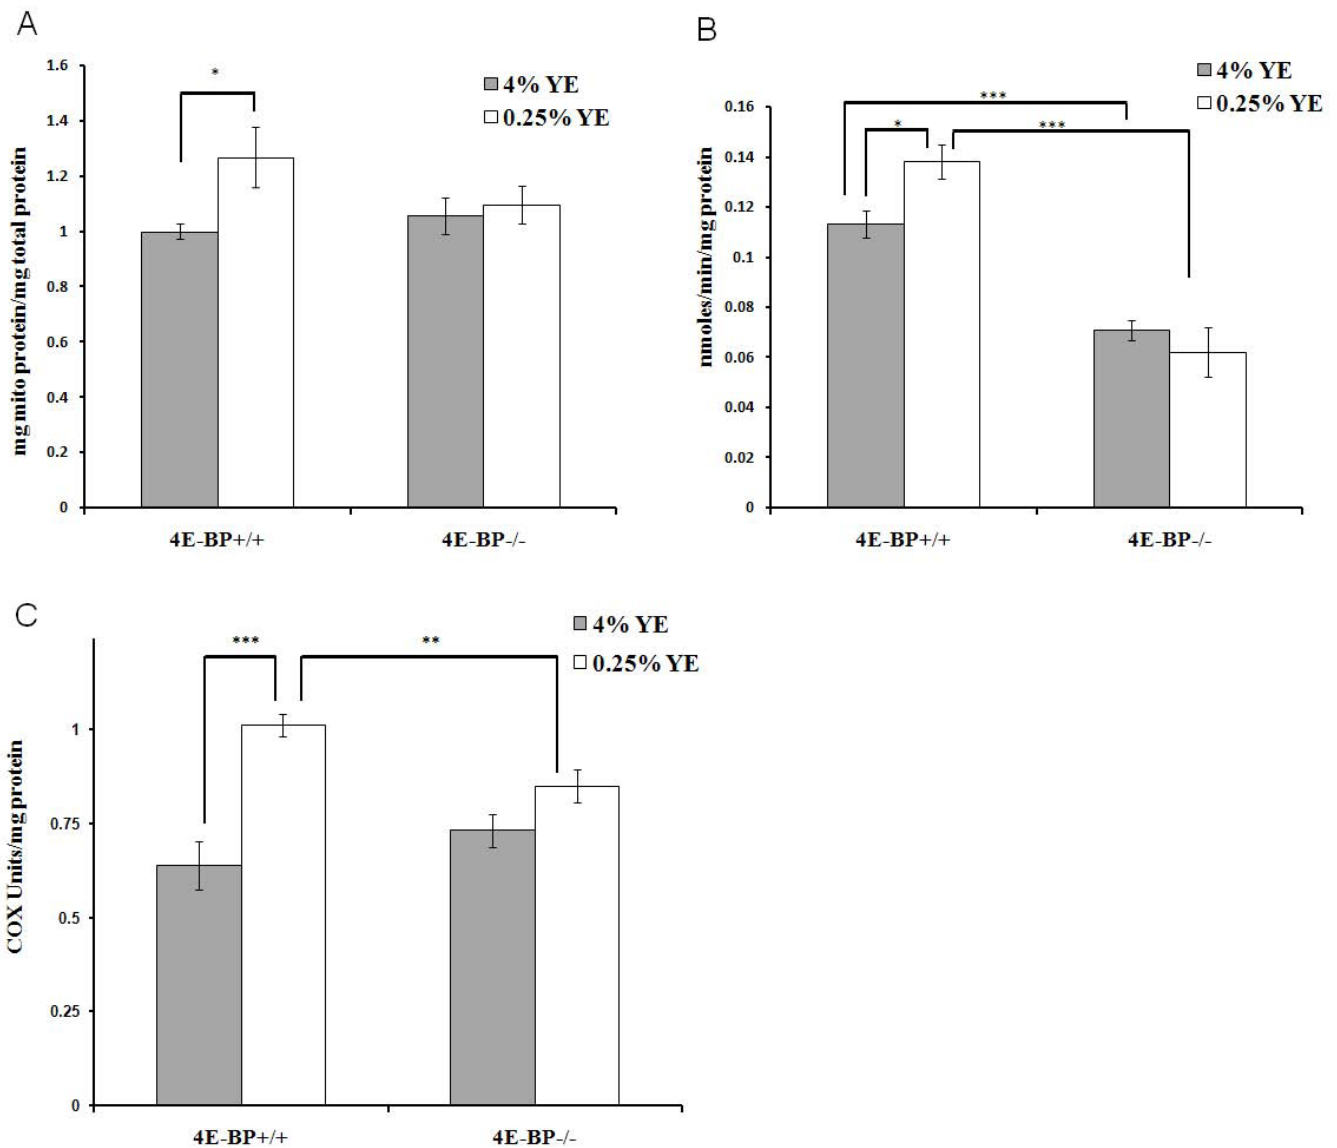 A
mg mito protein/mg total protein
1.6
1.4
1.2
1
0.8
0.6
0.4
0.2
0
*
4% YE
0.25% YE
4E-BP+/+
4E-BP-/-
B
nmoles/min/mg protein
0.16
0.14
0.12
0.1
0.08
0.06
0.04
0.02
0
***
*
***
4% YE
0.25% YE
4E-BP+/+
4E-BP-/-
C
COX Units/mg protein
1
0.75
0.5
0.25
0
***
**
4% YE
0.25% YE
4E-BP+/+
4E-BP-/-